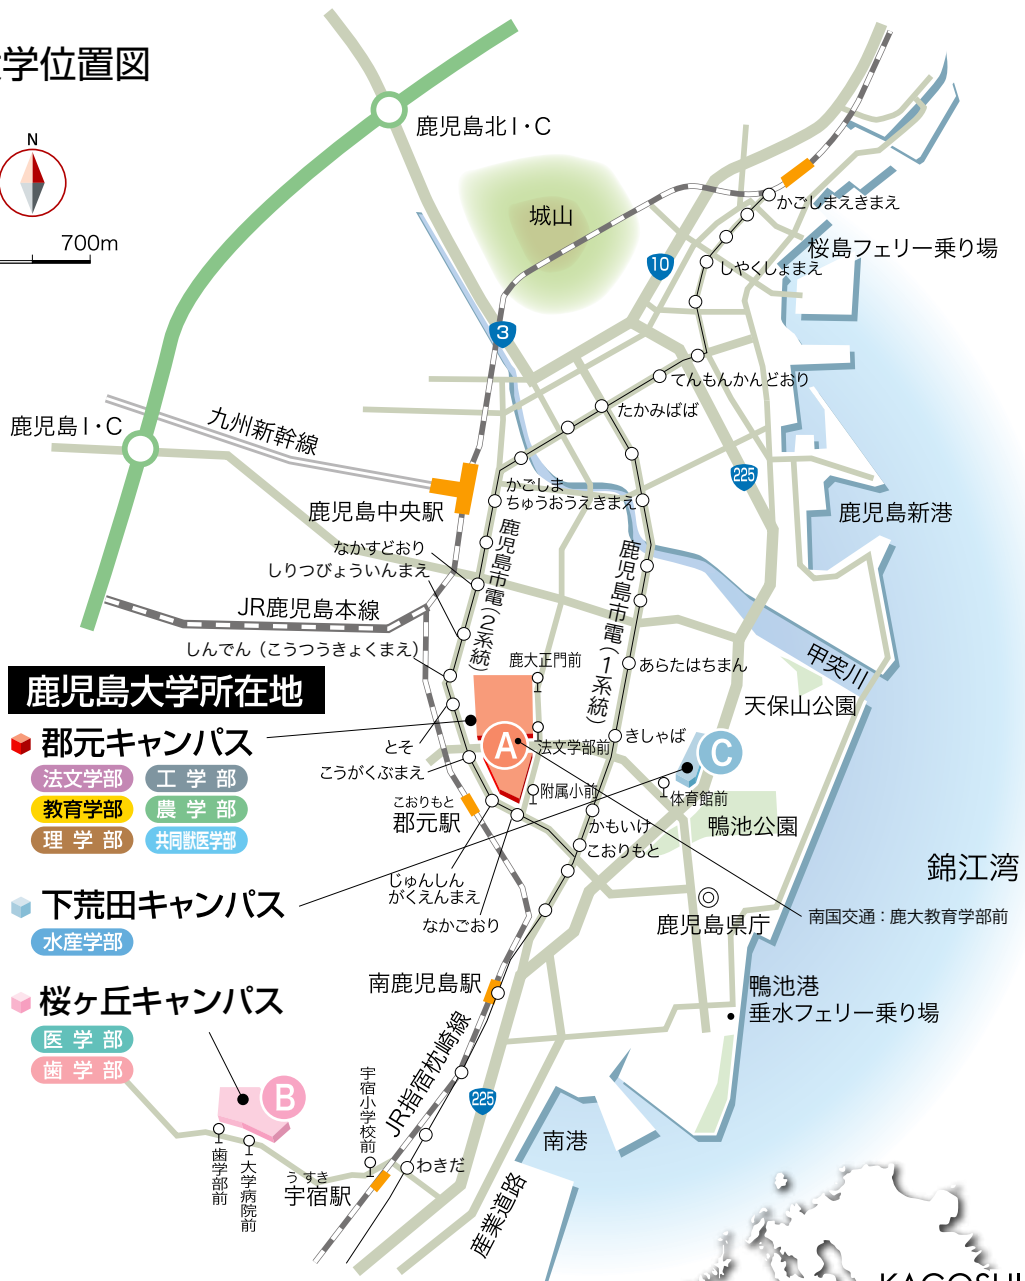 学位置図
N
700m
鹿児島北I・C
城山
かごしまえきまえ
桜島フェリー乗り場
10
しやくしょまえ
3
てんもんかんどおり
たかみばば
鹿児島I・C
九州新幹線
225
かごしま
ちゅうおうえきまえ
鹿児島中央駅
鹿児島新港
なかすどおり
しりつびょういんまえ
鹿児島市電(2系統)
鹿児島市電(1系統)
JR鹿児島本線
しんでん(こうつうきょくまえ)
鹿大正門前
あらたはちまん
甲突川
天保山公園
鹿児島大学所在地
郡元キャンパス
法文学部
工学部
教育学部
農学部
理学部
共同獣医学部
A
とそ
法文学部前
きしゃば
C
こうがくぶまえ
附属小前
体育館前
こおりもと
郡元駅
かもいけ
鴨池公園
こおりもと
錦江湾
下荒田キャンパス
水産学部
じゅんしん
がくえんまえ
なかごおり
鹿児島県庁
南国交通：鹿大教育学部前
南鹿児島駅
鴨池港
垂水フェリー乗り場
桜ヶ丘キャンパス
医学部
歯学部
B
JR指宿枕崎線
宇宿小学校前
225
南港
歯学部前
大学病院前
うすき
宇宿駅
わきだ
産業道路